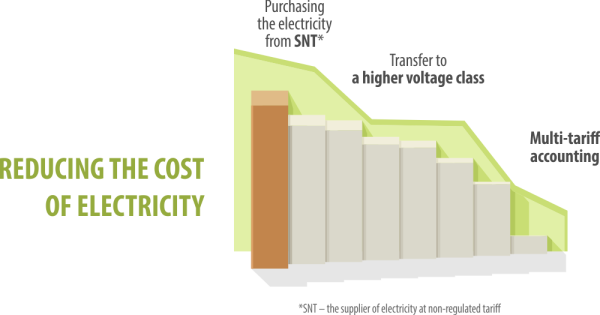 Purchasing
the electricity
from SNT*
Transfer to
a higher voltage class
Multi-tariff
accounting
REDUCING THE COST
OF ELECTRICITY
*SNT – the supplier of electricity at non-regulated tariff